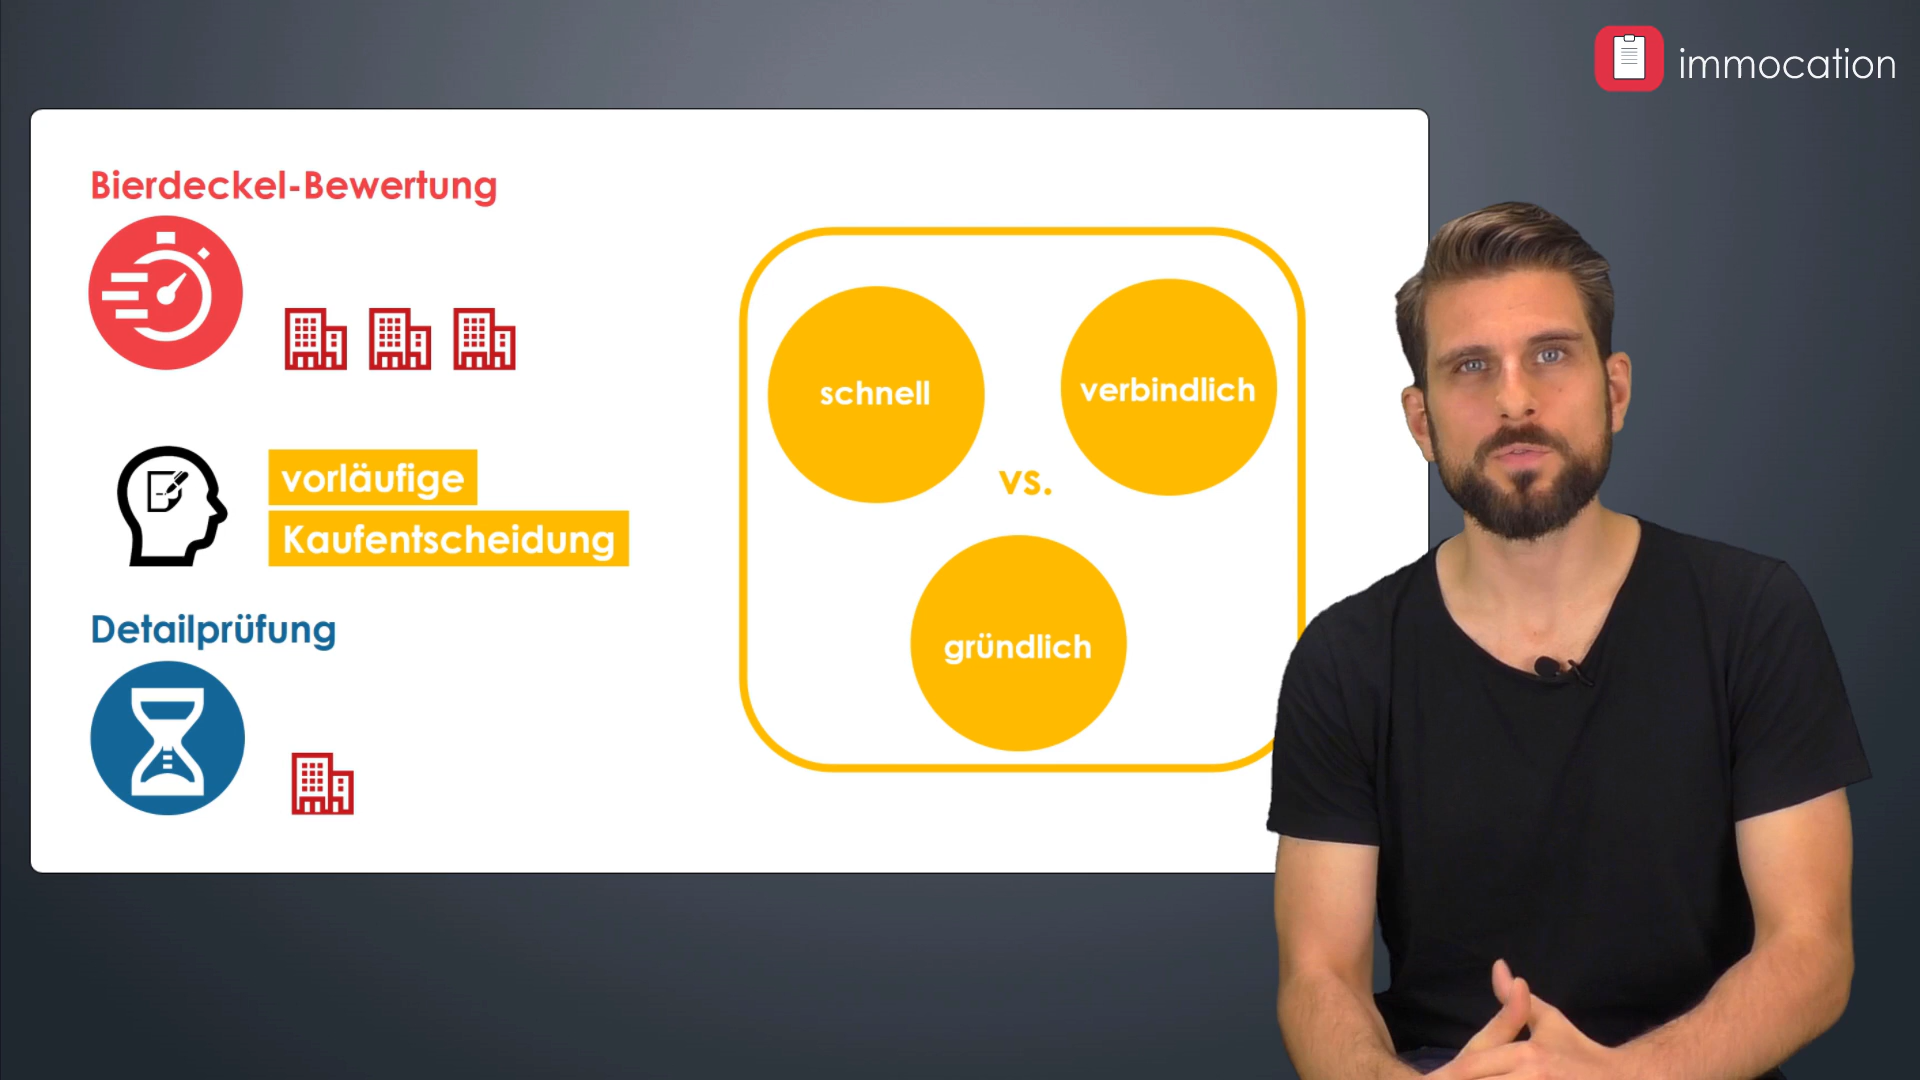 immocation
Bierdeckel-Bewertung
schnell
verbindlich
vs.
vorläufige
Kaufentscheidung
Detailprüfung
gründlich